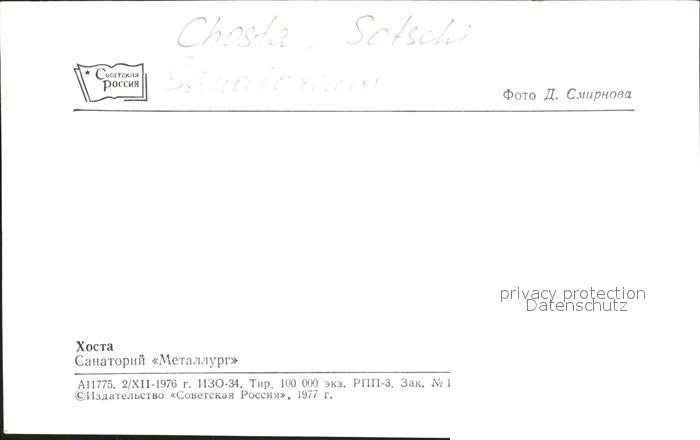 Chosta, Sotschi
Sanatorium
Советская
Россия
Фото Д. Смирнова
privacy protection
Datenschutz
Хоста
Санаторий «Металлург»
А11775. 2/XII-1976 г. ИЗО-34. Тир. 100 000 экз. РПП-3. Зак. № 1
©Издательство «Советская Россия», 1977 г.